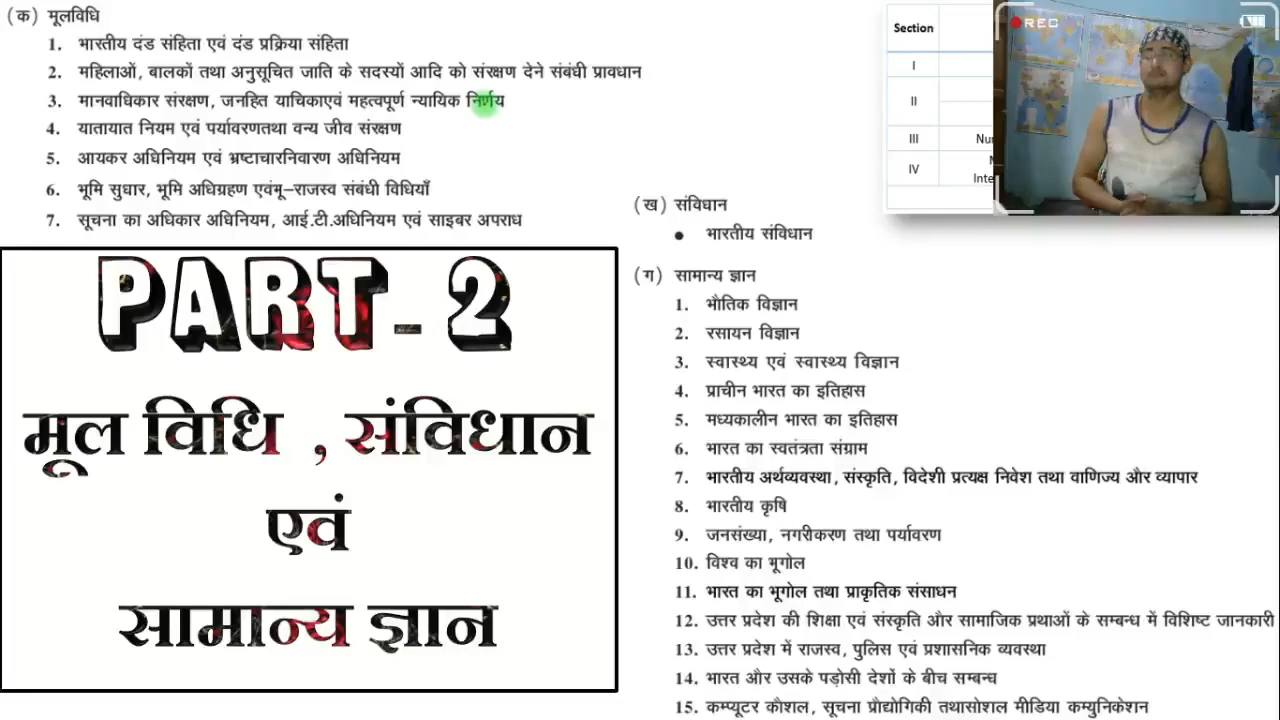 (क) मूलविधि
1. भारतीय दंड संहिता एवं दंड प्रक्रिया संहिता
2. महिलाओं, बालकों तथा अनुसूचित जाति के सदस्यों आदि को संरक्षण देने संबंधी प्रावधान
3. मानवाधिकार संरक्षण, जनहित याचिकाएवं महत्वपूर्ण न्यायिक निर्णय
4. यातायात नियम एवं पर्यावरणतथा वन्य जीव संरक्षण
5. आयकर अधिनियम एवं भ्रष्टाचारनिवारण अधिनियम
6. भूमि सुधार, भूमि अधिग्रहण एवंभू-राजस्व संबंधी विधियाँ
7. सूचना का अधिकार अधिनियम, आई.टी.अधिनियम एवं साइबर अपराध
PART-2
मूल विधि , संविधान
एवं
सामान्य ज्ञान
(ख) संविधान
• भारतीय संविधान
(ग) सामान्य ज्ञान
1. भौतिक विज्ञान
2. रसायन विज्ञान
3. स्वास्थ्य एवं स्वास्थ्य विज्ञान
4. प्राचीन भारत का इतिहास
5. मध्यकालीन भारत का इतिहास
6. भारत का स्वतंत्रता संग्राम
7. भारतीय अर्थव्यवस्था, संस्कृति, विदेशी प्रत्यक्ष निवेश तथा वाणिज्य और व्यापार
8. भारतीय कृषि
9. जनसंख्या, नगरीकरण तथा पर्यावरण
10. विश्व का भूगोल
11. भारत का भूगोल तथा प्राकृतिक संसाधन
12. उत्तर प्रदेश की शिक्षा एवं संस्कृति और सामाजिक प्रथाओं के सम्बन्ध में विशिष्ट जानकारी
13. उत्तर प्रदेश में राजस्व, पुलिस एवं प्रशासनिक व्यवस्था
14. भारत और उसके पड़ोसी देशों के बीच सम्बन्ध
15. कम्प्यूटर कौशल, सूचना प्रौद्योगिकी तथासोशल मीडिया कम्युनिकेशन
Section
I
II
III
IV
REC